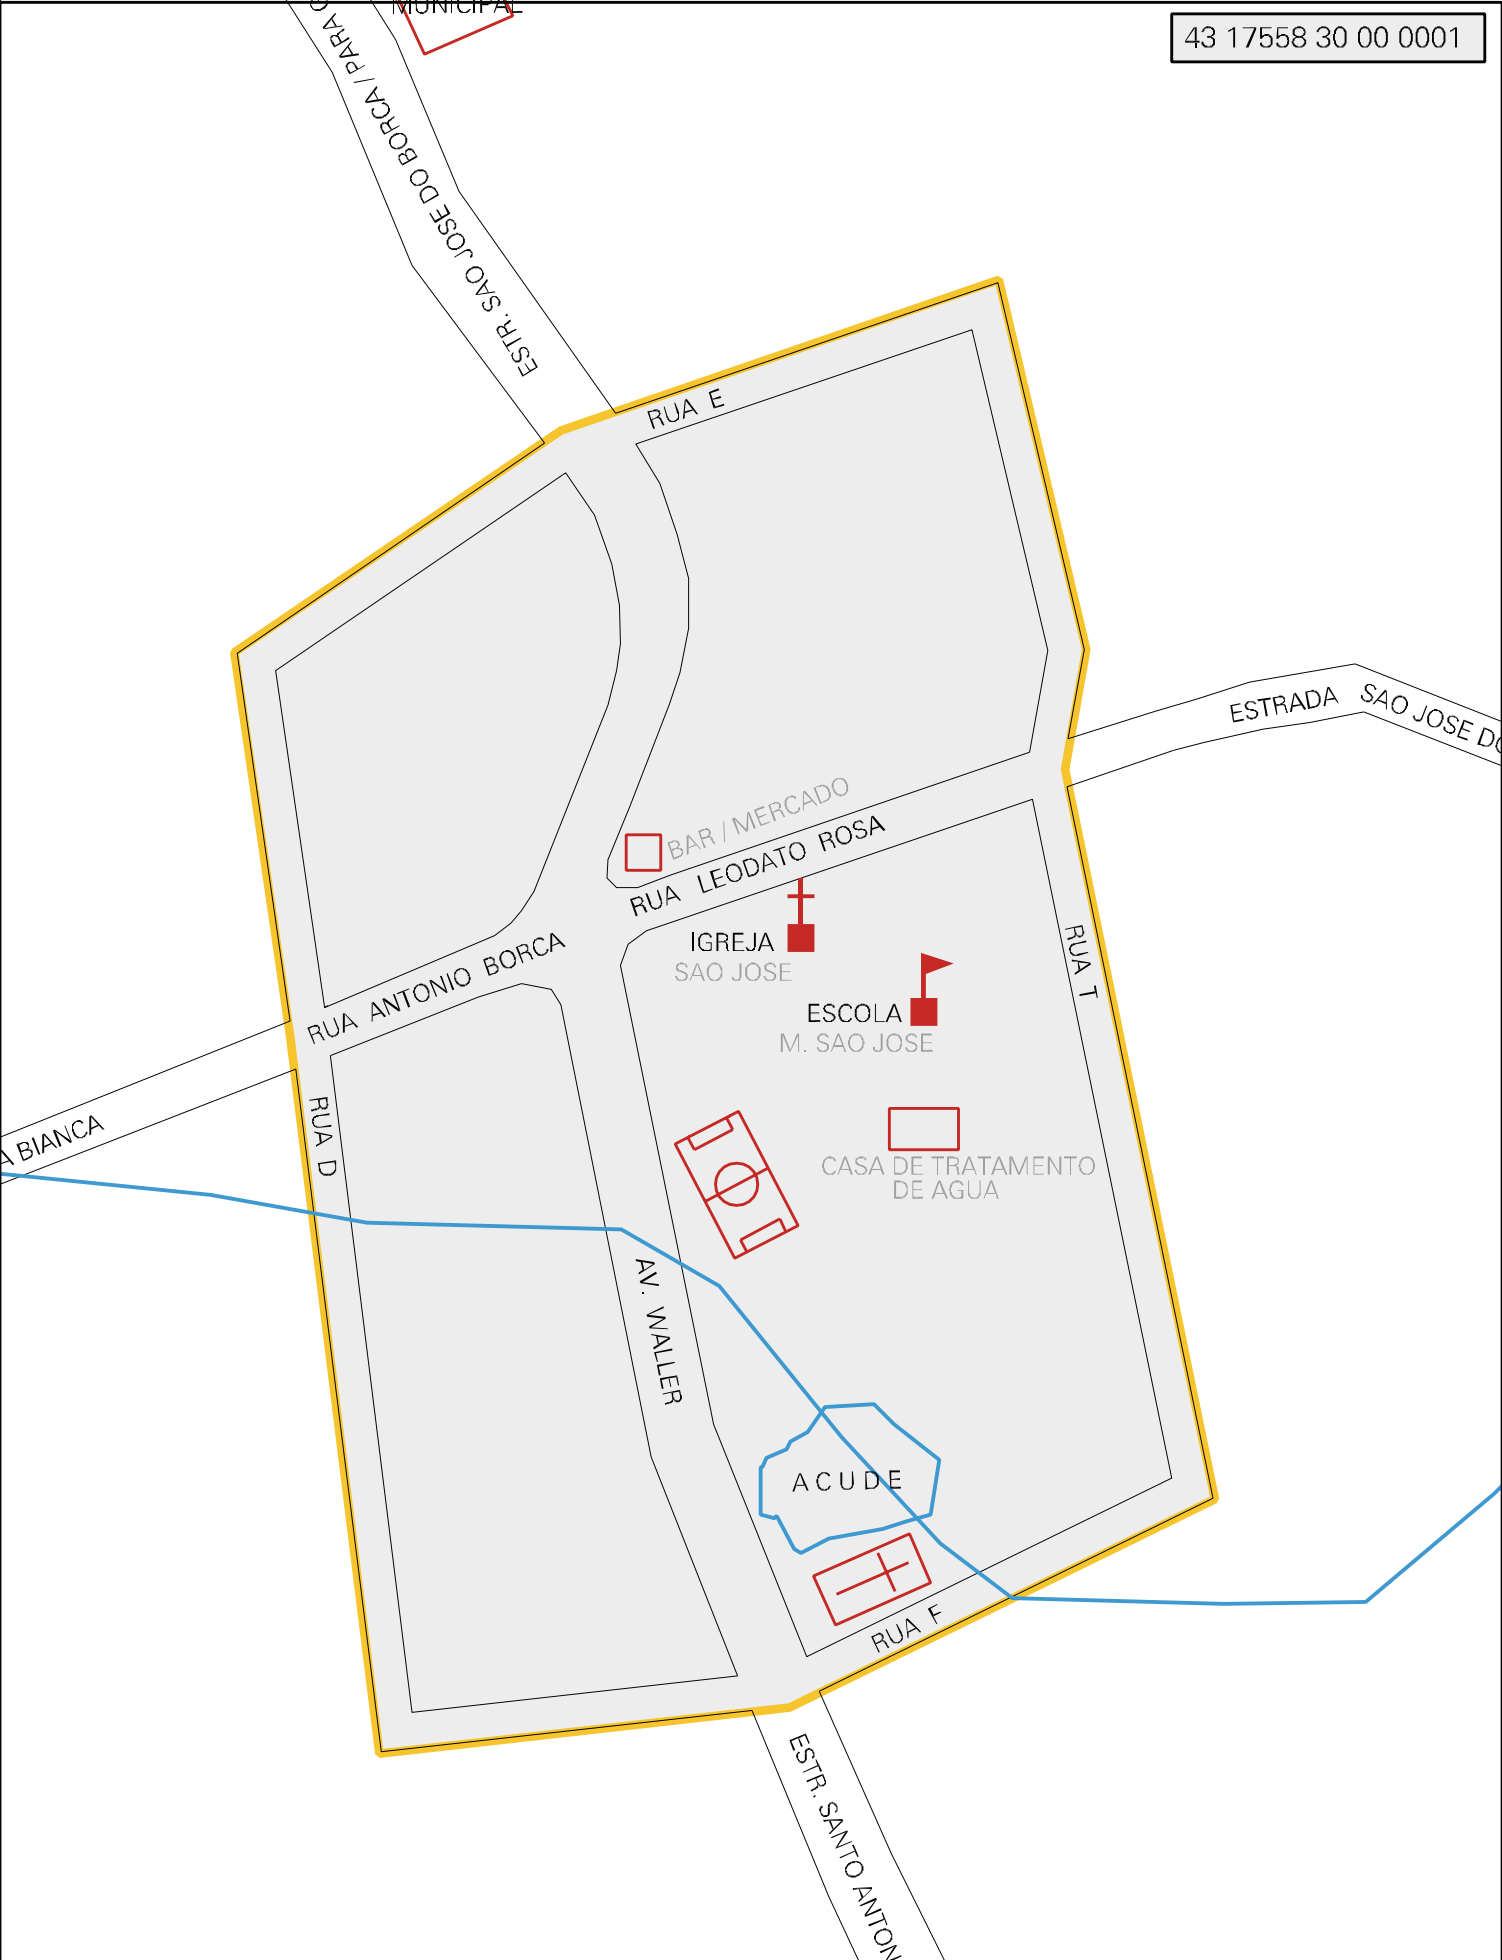 MUNICIPAL
43 17558 30 00 0001
ESTR. SAO JOSE DO BORCA / PARA
RUA E
ESTRADA SAO JOSE
BAR / MERCADO
RUA LEODATO ROSA
IGREJA
SAO JOSE
RUA T
RUA ANTONIO BORCA
ESCOLA
M. SAO JOSE
BIANCA
RUA D
CASA DE TRATAMENTO
DE AGUA
AV. WALLER
ACUDE
RUA F
ESTR. SANTO ANTON